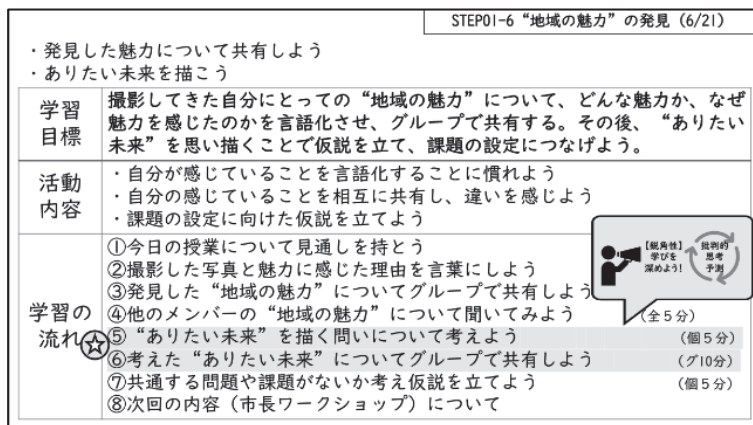 STEP01-6 “地域の魅力”の発見 (6/21)
・発見した魅力について共有しよう
・ありたい未来を描こう
学習
目標
撮影してきた自分にとっての“地域の魅力”について、どんな魅力か、なぜ
魅力を感じたのかを言語化させ、グループで共有する。その後、“ありたい
未来”を思い描くことで仮説を立て、課題の設定につなげよう。
活動
内容
・自分が感じていることを言語化することに慣れよう
・自分の感じていることを相互に共有し、違いを感じよう
・課題の設定に向けた仮説を立てよう
【鋭角性】
学びを
深めよう!
批判的
思考
予測
学習の
流れ
①今日の授業について見通しを持とう
②撮影した写真と魅力に感じた理由を言葉にしよう
③発見した“地域の魅力”についてグループで共有しよう
④他のメンバーの“地域の魅力”について聞いてみよう (全5分)
☆⑤“ありたい未来”を描く問いについて考えよう (個5分)
⑥考えた“ありたい未来”についてグループで共有しよう (グ10分)
⑦共通する問題や課題がないか考え仮説を立てよう (個5分)
⑧次回の内容(市長ワークショップ)について